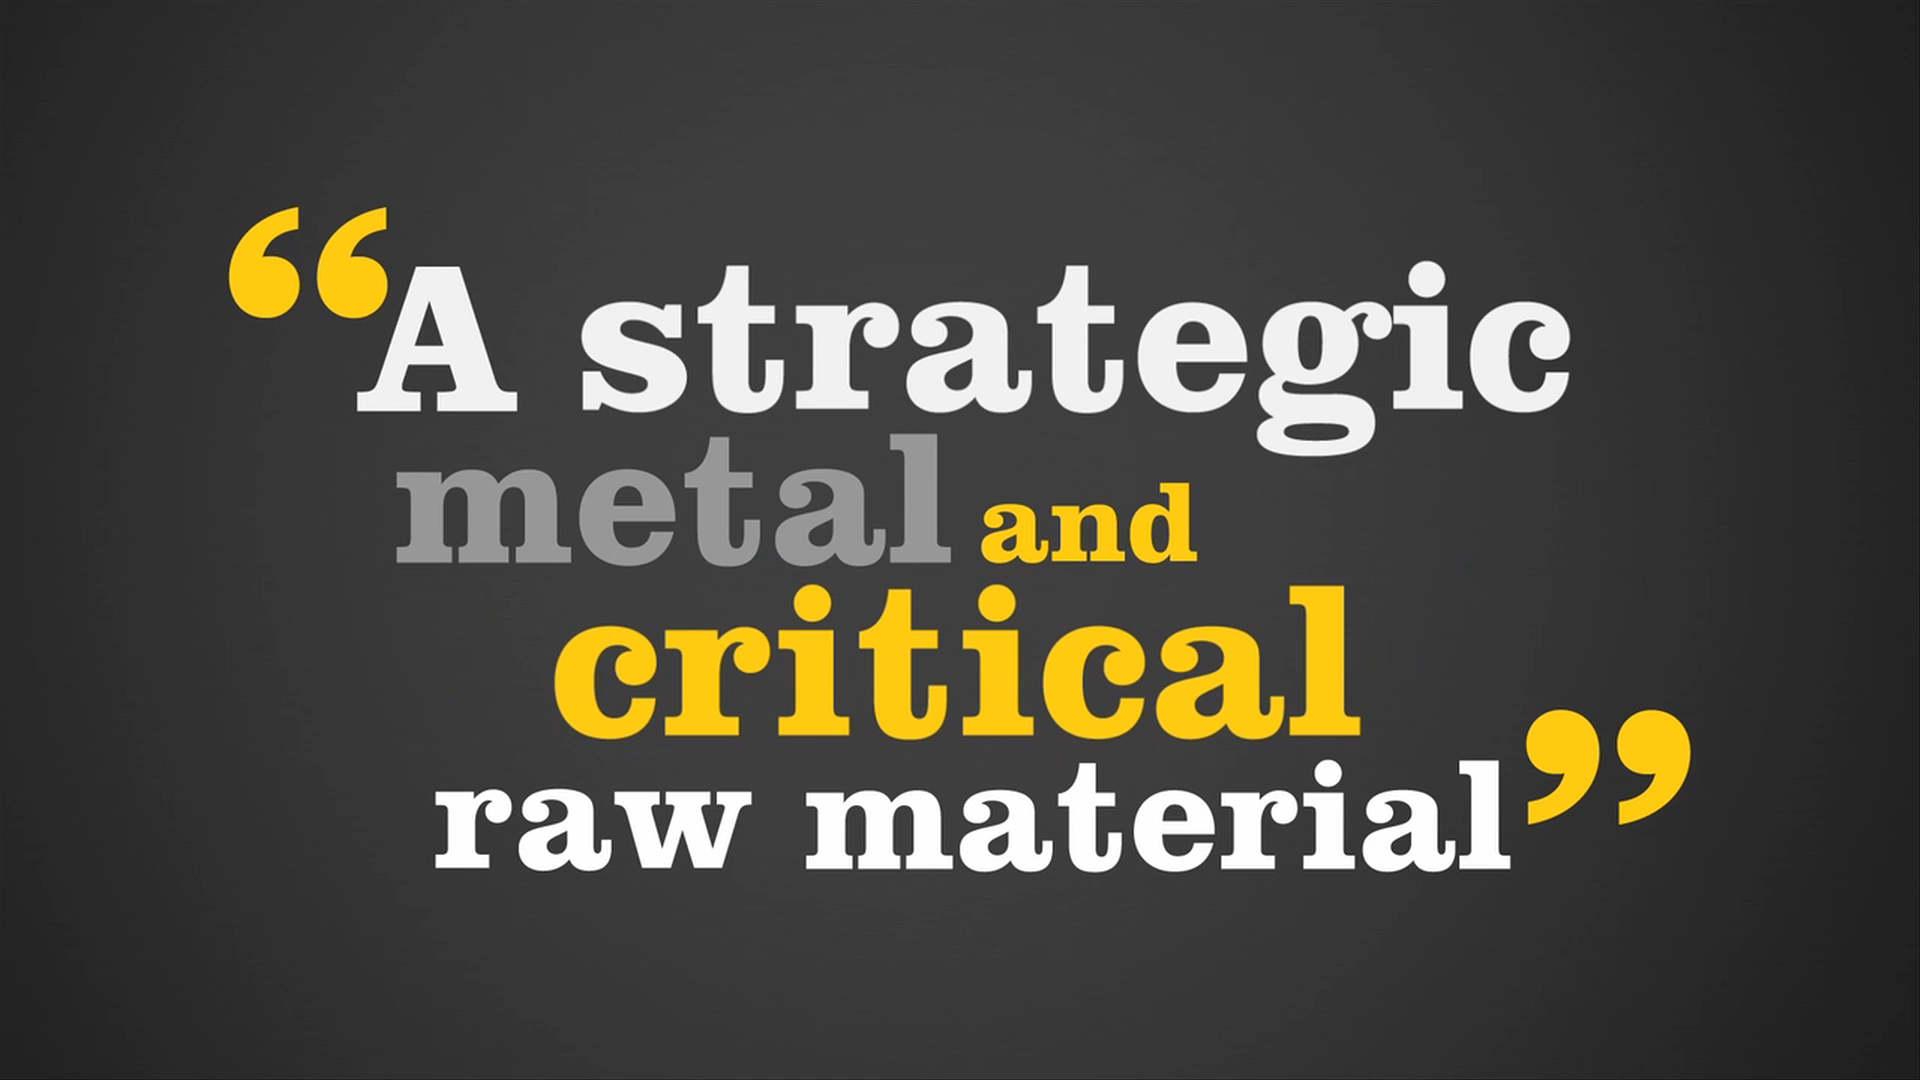 “A strategic
metal and
critical
raw material”